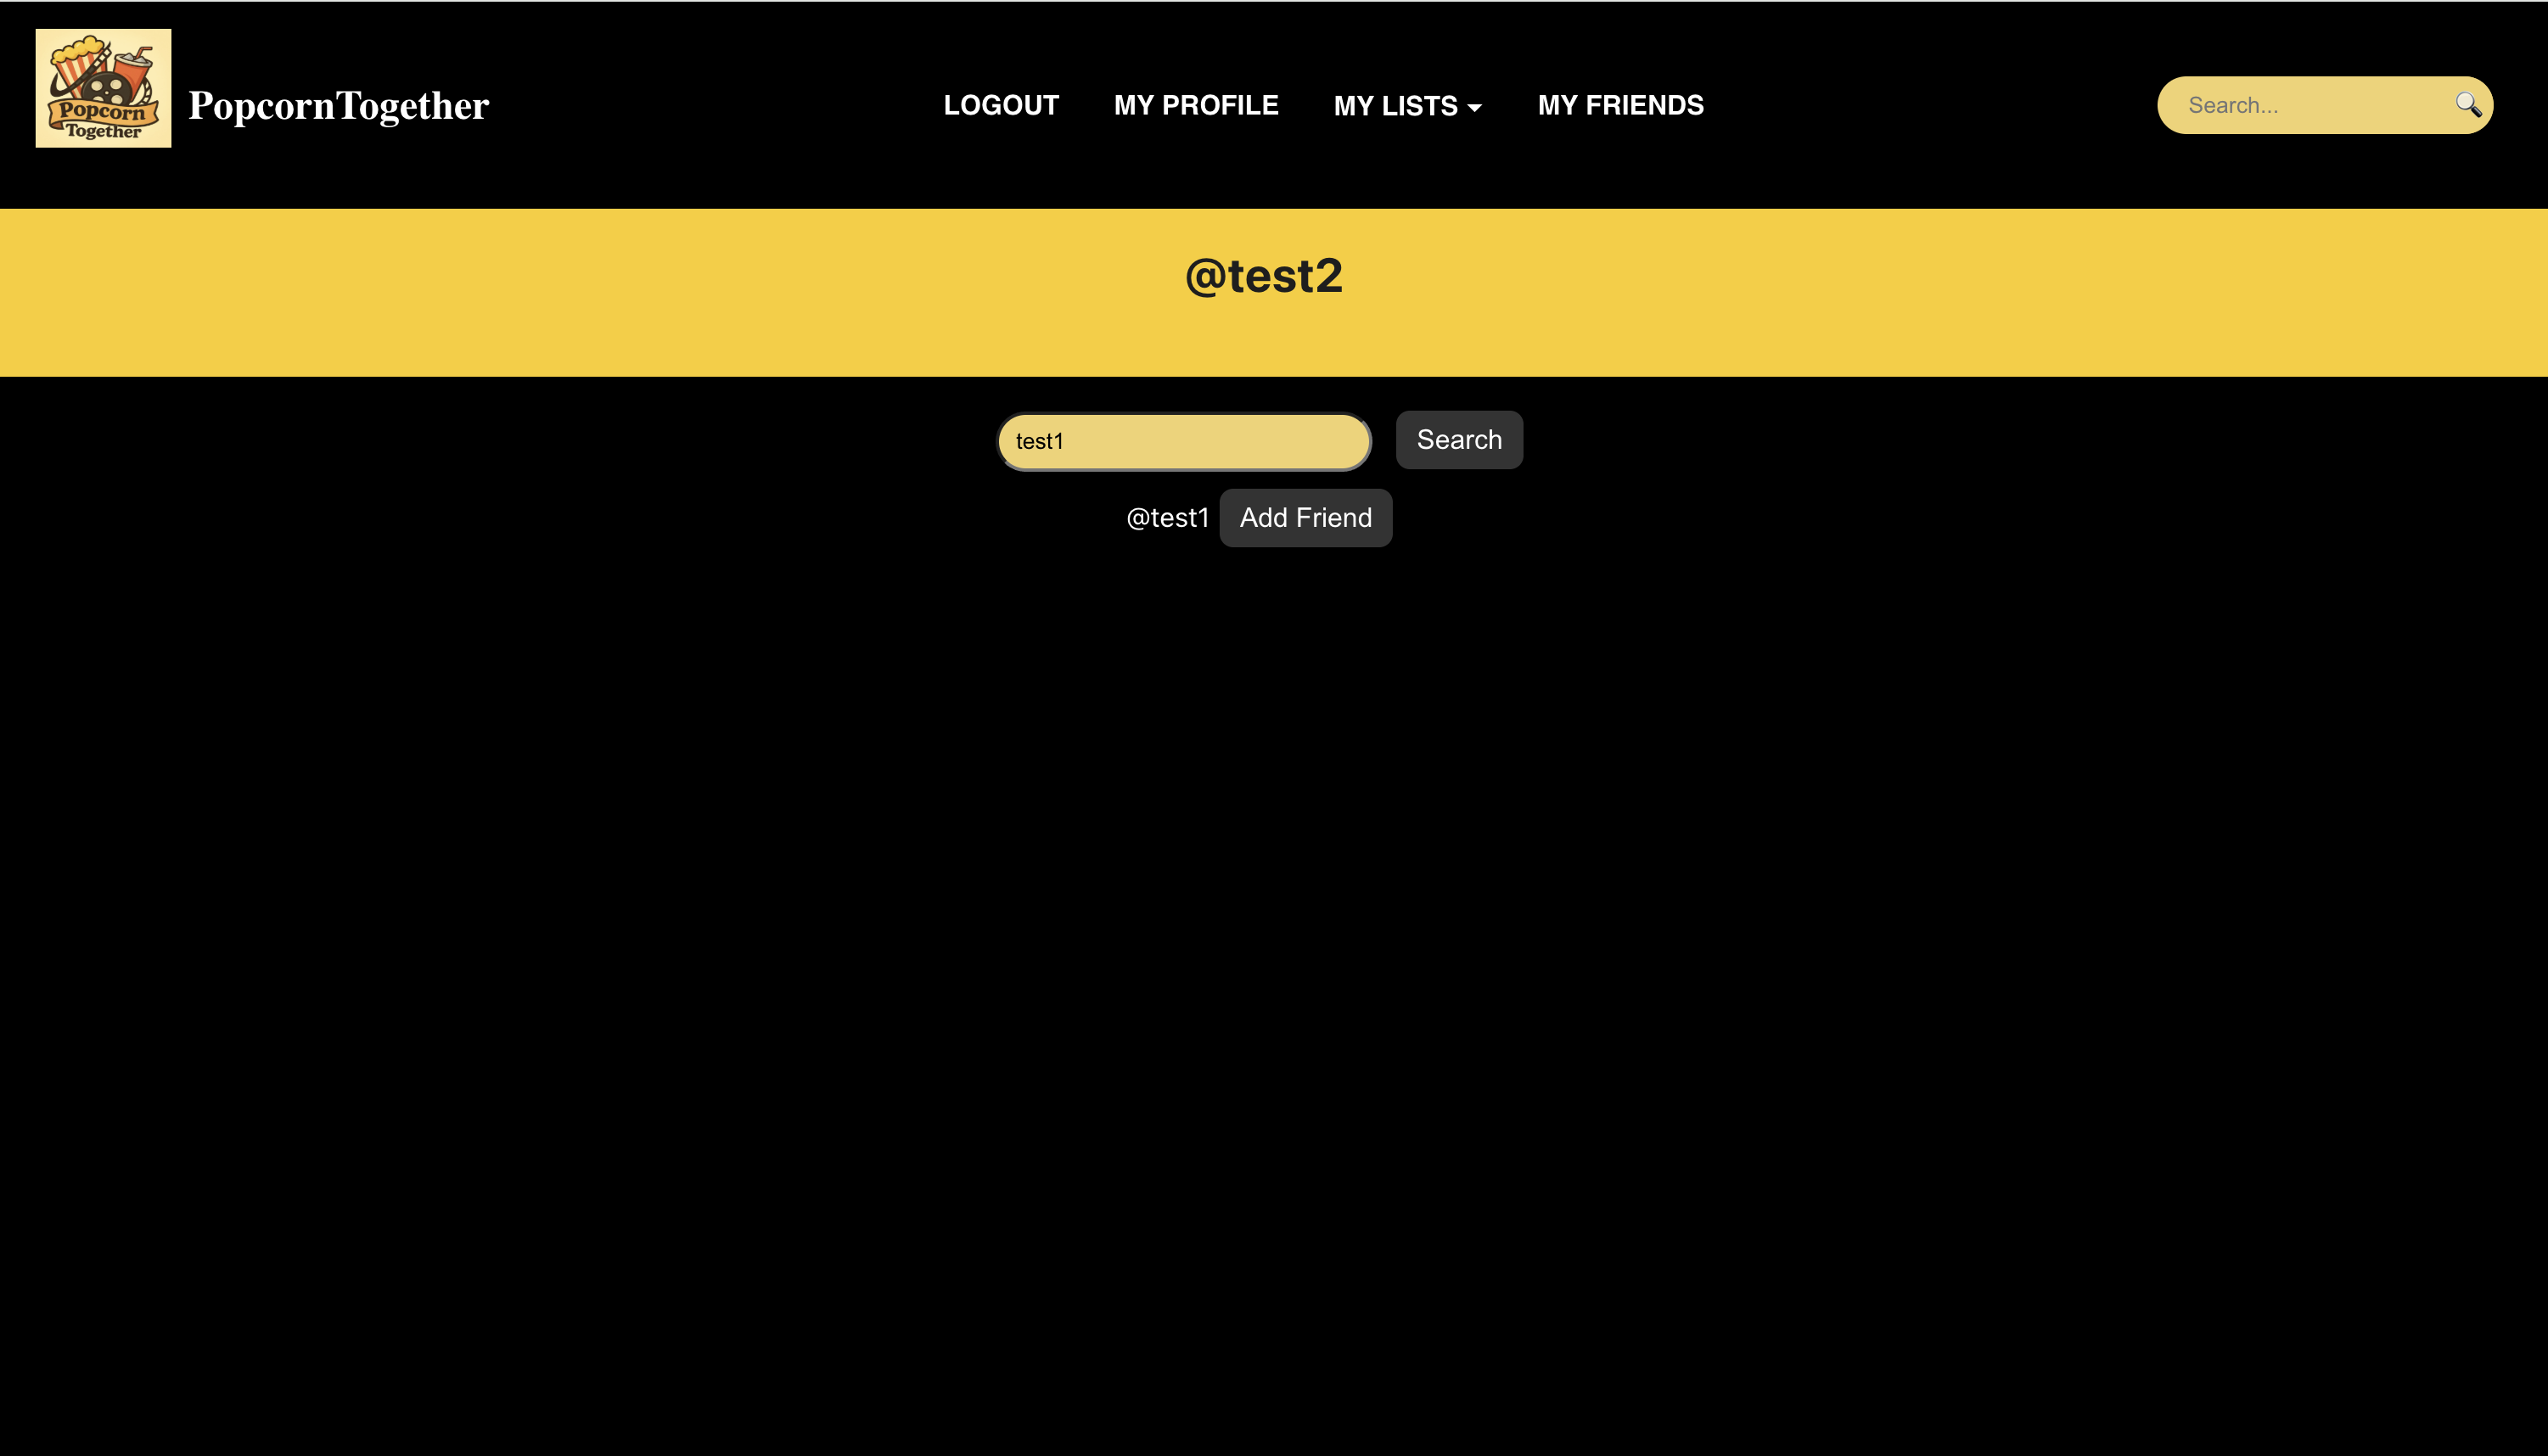 Popcorn
Together
PopcornTogether
LOGOUT MY PROFILE MY LISTS MY FRIENDS
Search...
@test2
test1 Search
@test1 Add Friend